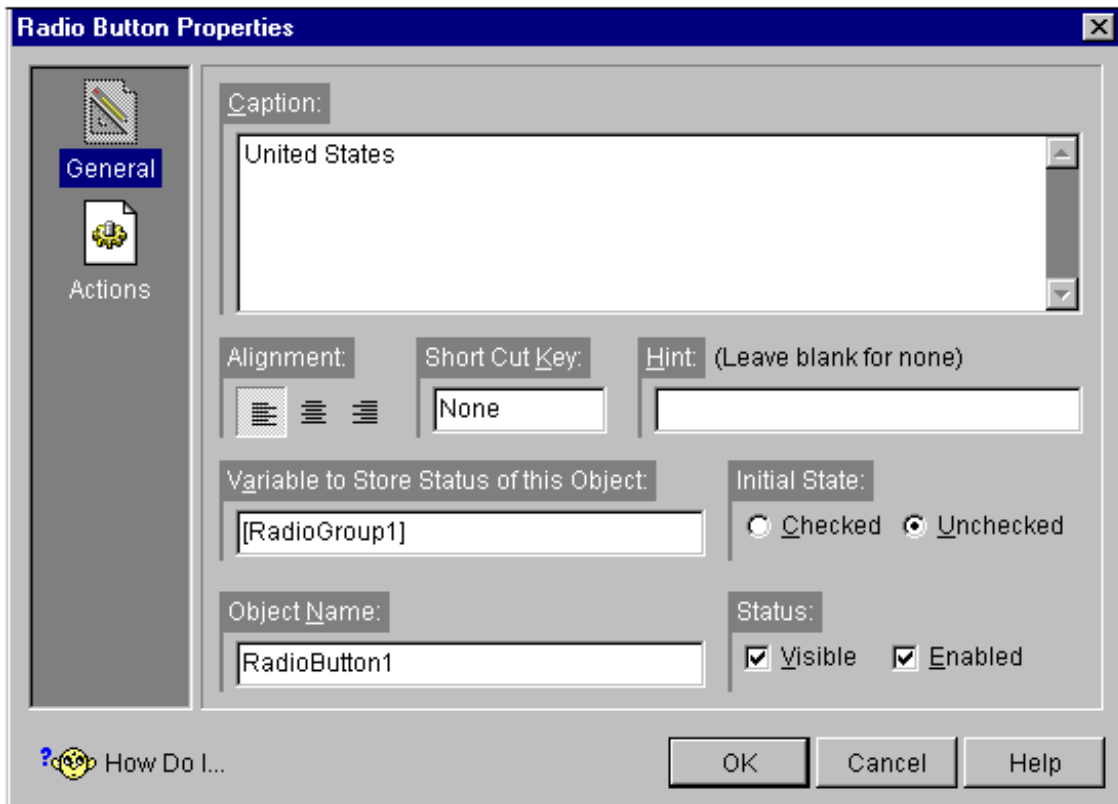 Radio Button Properties
General
Actions
Caption:
United States
Alignment:
Short Cut Key:
Hint: (Leave blank for none)
None
Variable to Store Status of this Object:
Initial State:
[RadioGroup1]
Checked
Unchecked
Object Name:
Status:
RadioButton1
Visible
Enabled
? How Do I...
OK
Cancel
Help